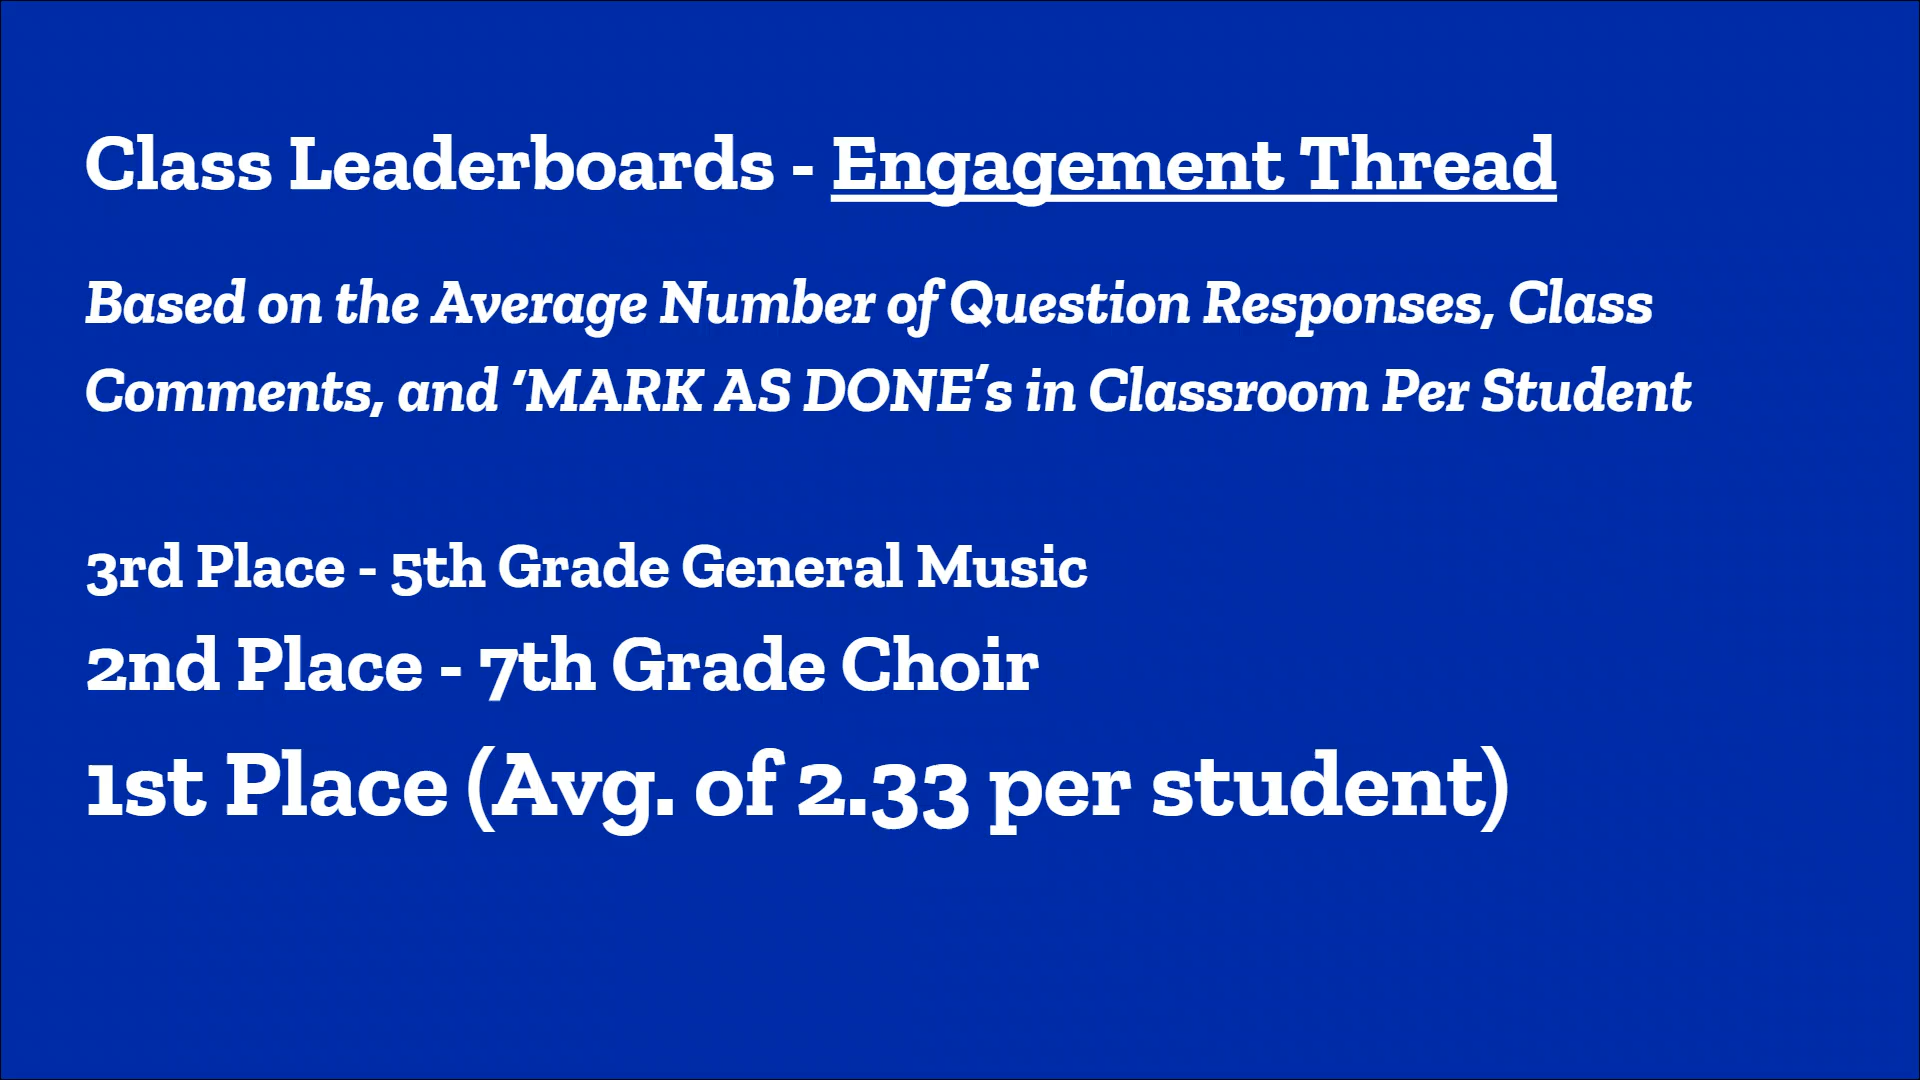 Class Leaderboards - Engagement Thread
Based on the Average Number of Question Responses, Class
Comments, and ‘MARK AS DONE’s in Classroom Per Student
3rd Place - 5th Grade General Music
2nd Place - 7th Grade Choir
1st Place (Avg. of 2.33 per student)